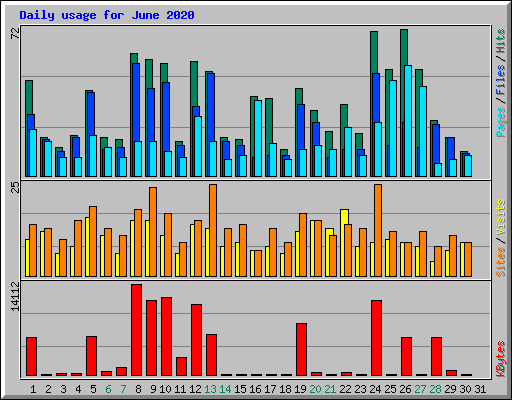 Daily usage for June 2020
72
Pages / Files / Hits
25
Sites / Visits
14112
KBytes
1 2 3 4 5 6 7 8 9 10 11 12 13 14 15 16 17 18 19 20 21 22 23 24 25 26 27 28 29 30 31